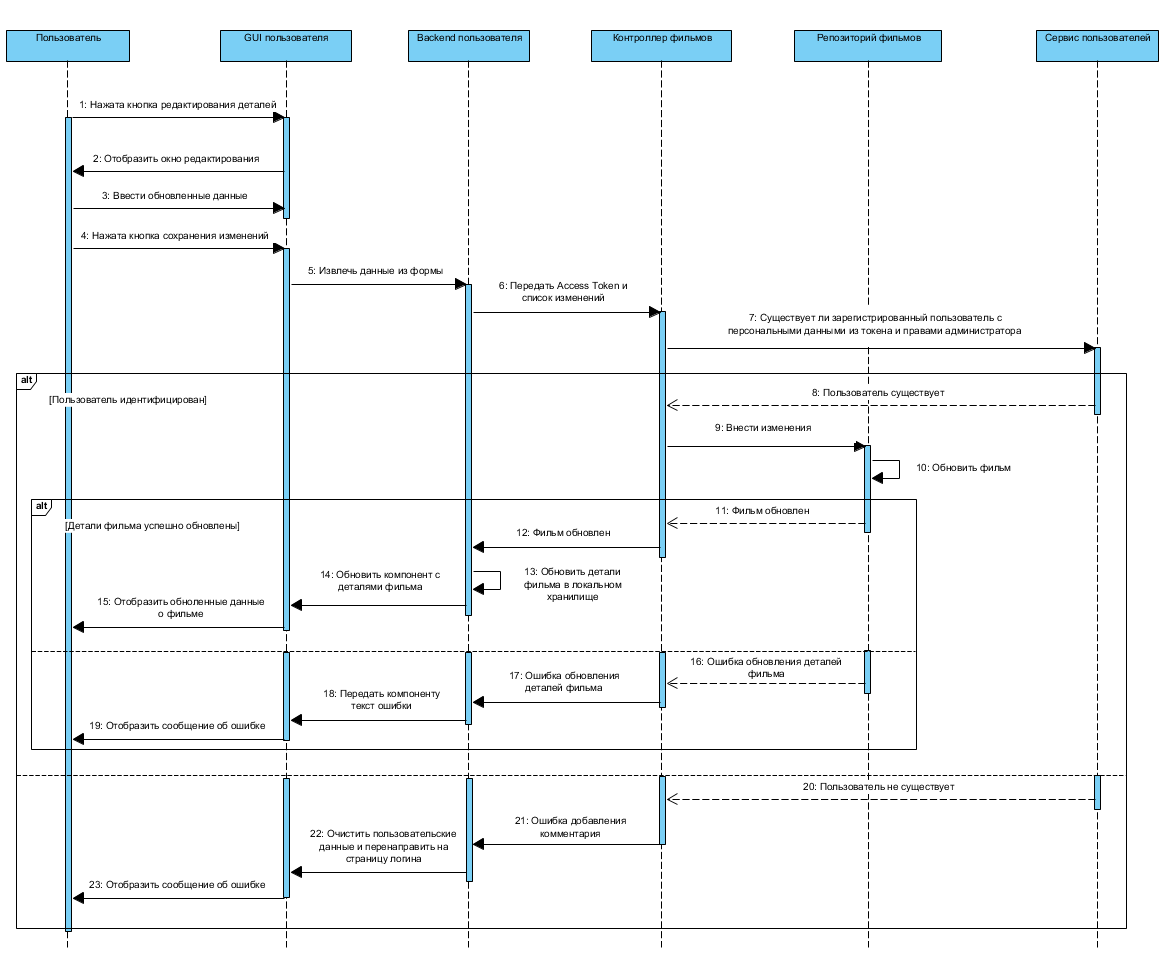 Пользователь
GUI пользователя
Backend пользователя
Контроллер фильмов
Репозиторий фильмов
Сервис пользователей
1: Нажата кнопка редактирования деталей
2: Отобразить окно редактирования
3: Ввести обновленные данные
4: Нажата кнопка сохранения изменений
5: Извлечь данные из формы
6: Передать Access Token и
список изменений
7: Существует ли зарегистрированный пользователь с
персональными данными из токена и правами администратора
alt
[Пользователь идентифицирован]
8: Пользователь существует
9: Внести изменения
10: Обновить фильм
alt
[Детали фильма успешно обновлены]
11: Фильм обновлен
12: Фильм обновлен
13: Обновить детали
фильма в локальном
хранилище
14: Обновить компонент с
деталями фильма
15: Отобразить обноленные данные
о фильме
16: Ошибка обновления деталей
фильма
17: Ошибка обновления
деталей фильма
18: Передать компоненту
текст ошибки
19: Отобразить сообщение об ошибке
20: Пользователь не существует
21: Ошибка добавления
комментария
22: Очистить пользовательские
данные и перенаправить на
страницу логина
23: Отобразить сообщение об ошибке